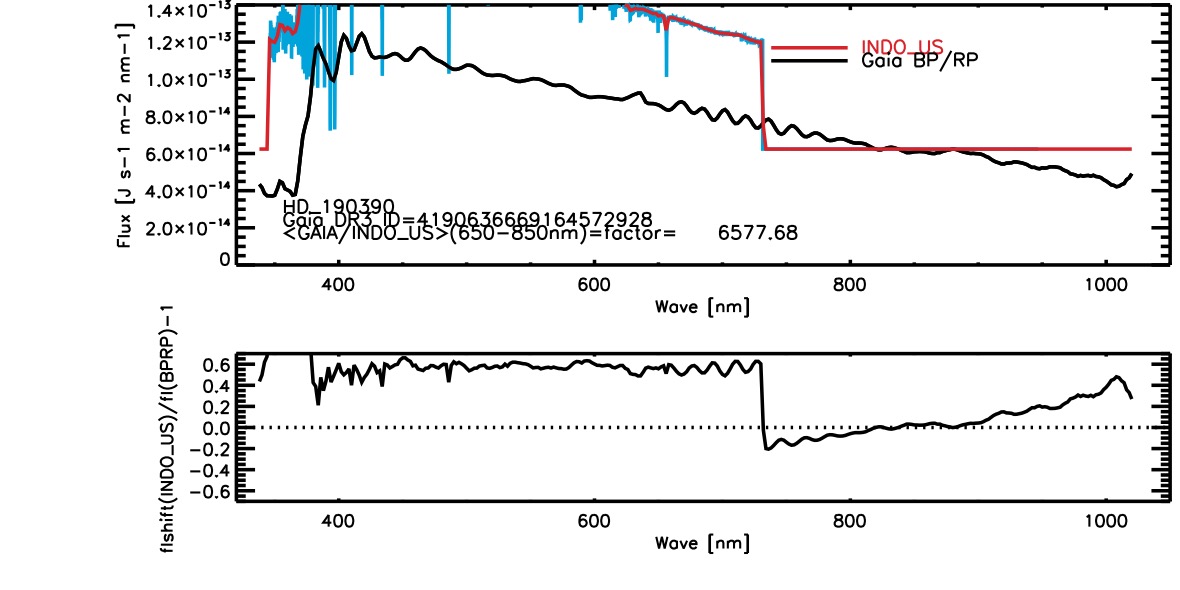 1.4×10−13
1.2×10−13
1.0×10−13
8.0×10−14
6.0×10−14
4.0×10−14
2.0×10−14
0
Flux [J s−1 m−2 nm−1]
INDO_US
Gaia BP/RP
HD_190390
Gaia DR3 ID=4190636669164572928
<GAIA/INDO_US>(650−850nm)=factor= 6577.68
400 600 800 1000
Wave [nm]
flshift(INDO_US)/fl(BPRP)−1
0.6
0.4
0.2
0.0
−0.2
−0.4
−0.6
400 600 800 1000
Wave [nm]